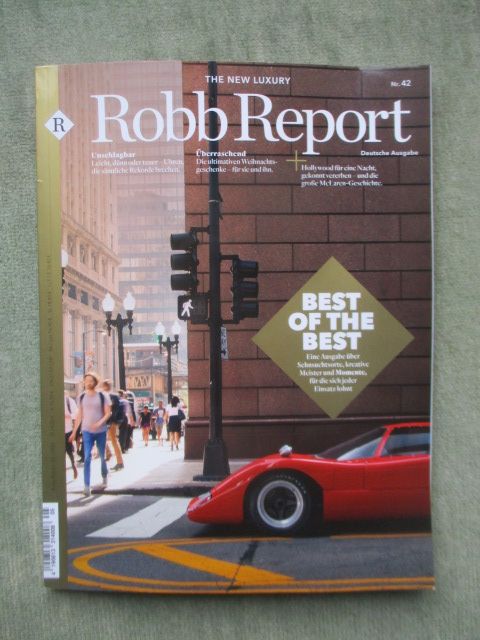 THE NEW LUXURY
Nr. 42
R
Robb Report
Deutsche Ausgabe
Unschlagbar
Leicht, dünn oder teuer – Uhren,
die sämtliche Rekorde brechen.
Überraschend
Die ultimativen Weihnachts-
geschenke – für sie und ihn.
+
Hollywood für eine Nacht,
gekonnt vererben – und die
große McLaren-Geschichte.
BEST
OF THE
BEST
Eine Ausgabe über
Sehnsuchtsorte, kreative
Meister und Momente,
für die sich jeder
Einsatz lohnt
05